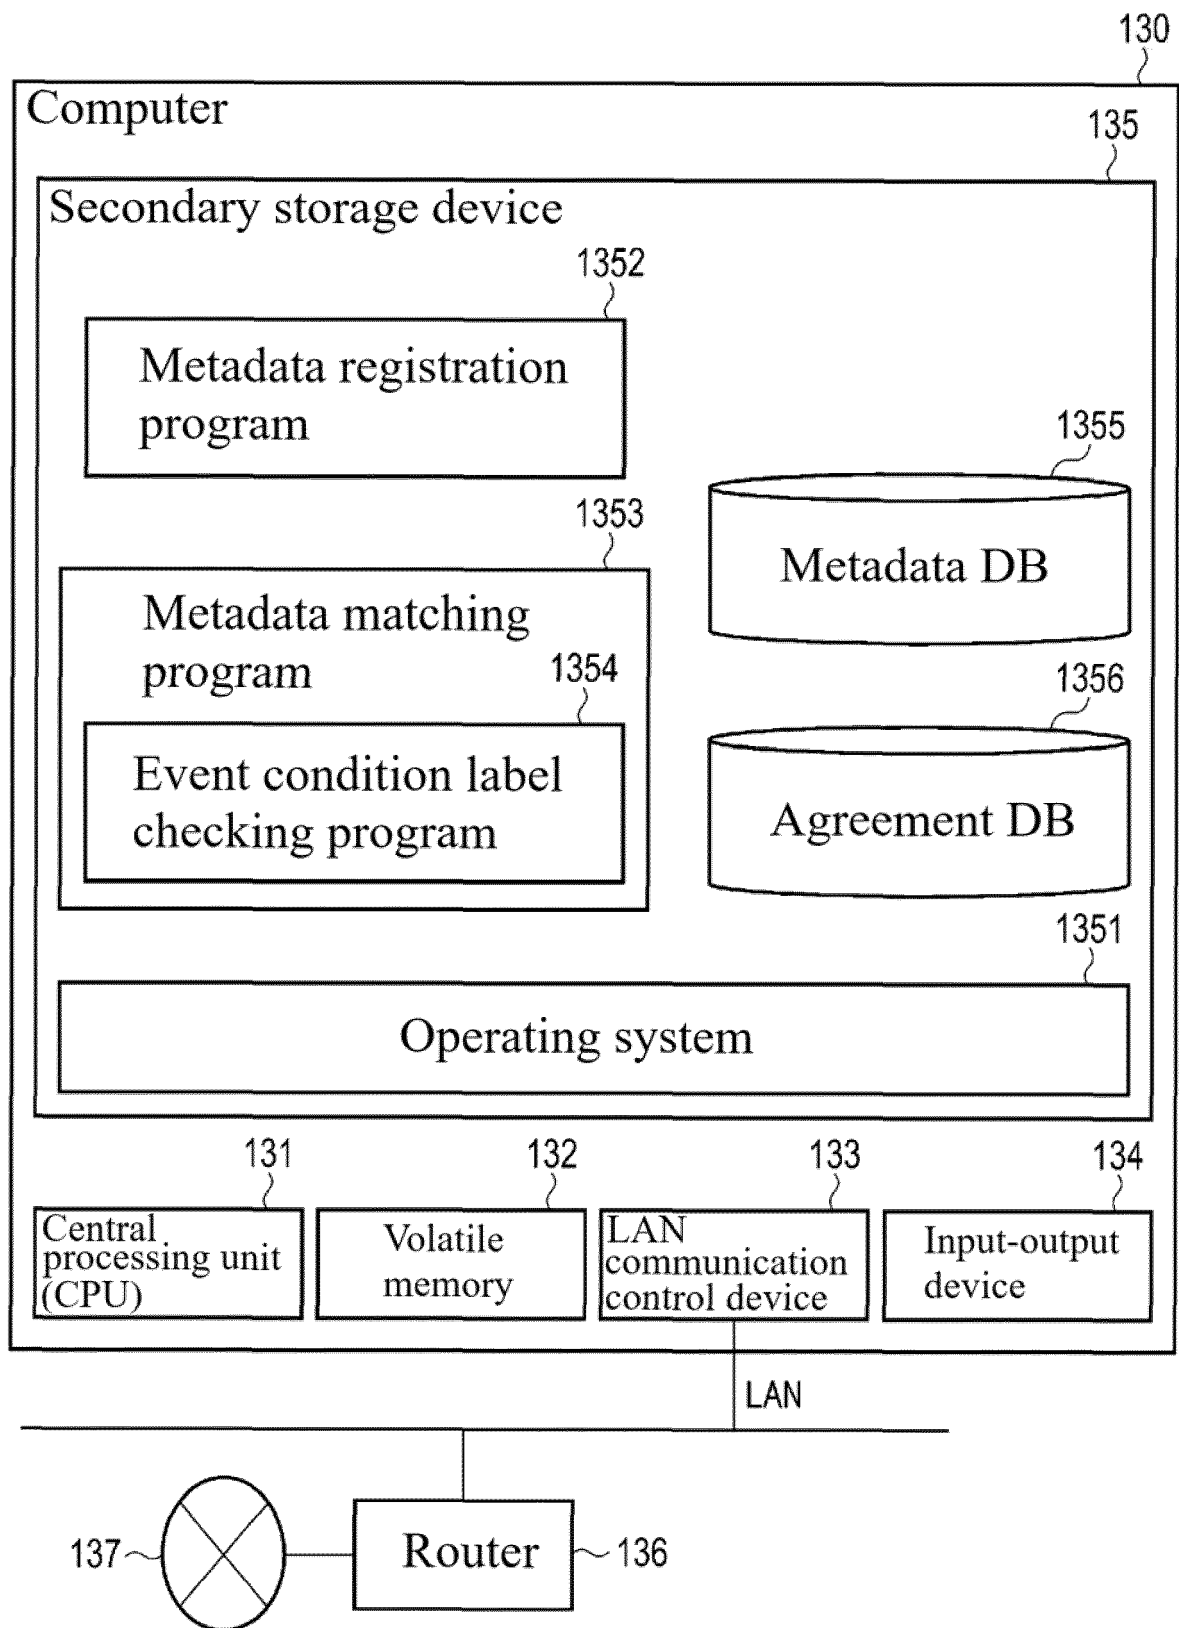 130
Computer
135
Secondary storage device
1352
Metadata registration
program
1355
Metadata DB
1353
Metadata matching
program
1354
Event condition label
checking program
1356
Agreement DB
1351
Operating system
131
Central
processing unit
(CPU)
132
Volatile
memory
133
LAN
communication
control device
134
Input-output
device
LAN
137
Router
136